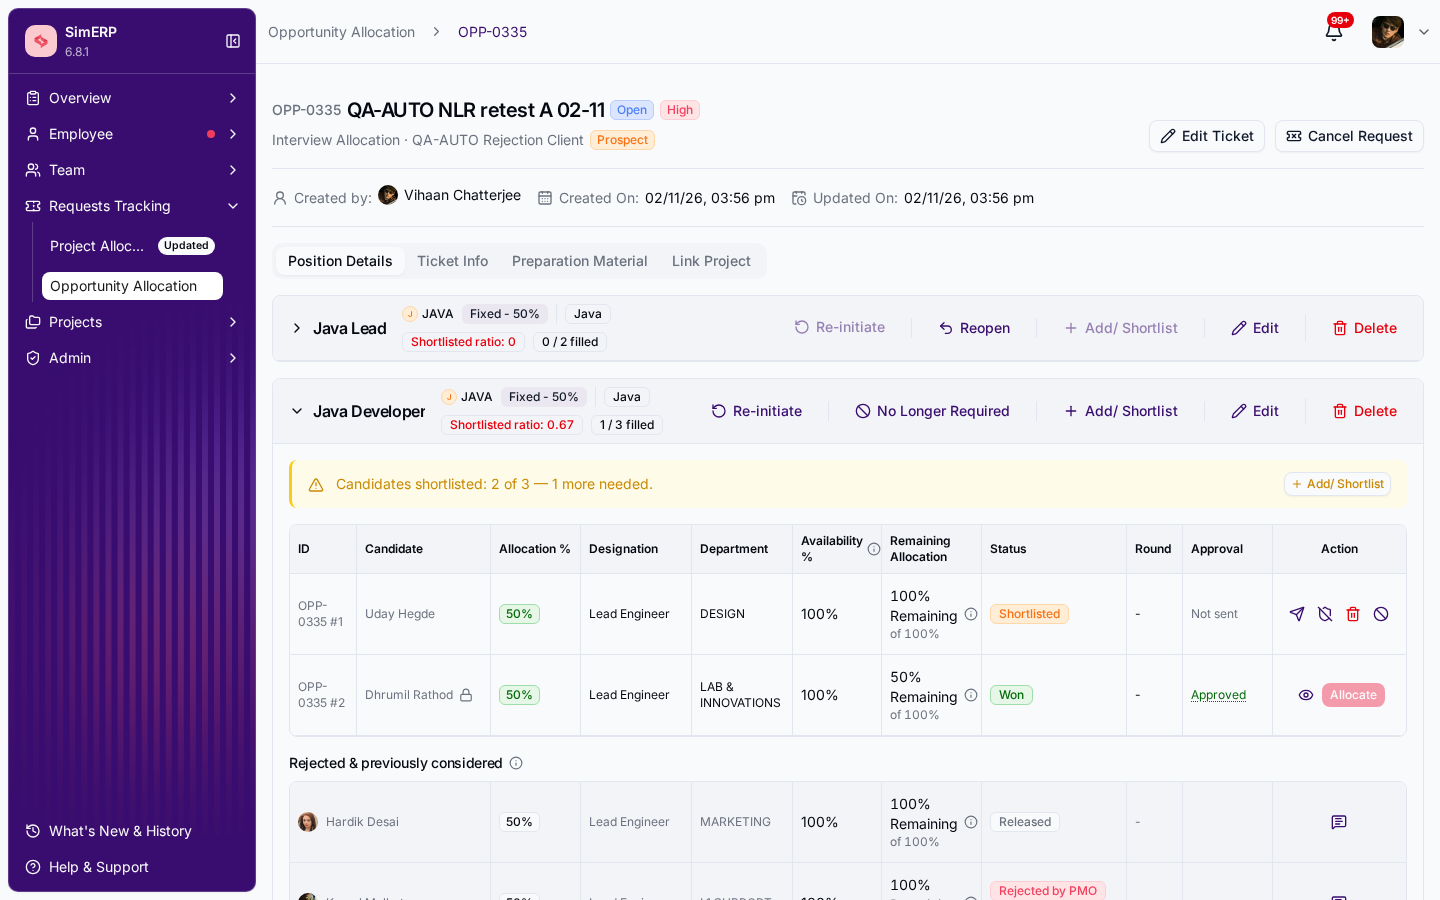 SimERP
6.8.1
Overview
Employee
Team
Requests Tracking
Project Alloc... Updated
Opportunity Allocation
Projects
Admin
What's New & History
Help & Support
Opportunity Allocation > OPP-0335
99+
OPP-0335 QA-AUTO NLR retest A 02-11 Open High
Interview Allocation · QA-AUTO Rejection Client Prospect
Edit Ticket Cancel Request
Created by: Vihaan Chatterjee Created On: 02/11/26, 03:56 pm Updated On: 02/11/26, 03:56 pm
Position Details Ticket Info Preparation Material Link Project
Java Lead J JAVA Fixed - 50% Java
Shortlisted ratio: 0 0 / 2 filled
Re-initiate Reopen Add/ Shortlist Edit Delete
Java Developer J JAVA Fixed - 50% Java
Shortlisted ratio: 0.67 1 / 3 filled
Re-initiate No Longer Required Add/ Shortlist Edit Delete
Candidates shortlisted: 2 of 3 — 1 more needed. Add/ Shortlist
ID Candidate Allocation % Designation Department Availability % Remaining Allocation Status Round Approval Action
OPP-0335 #1 Uday Hegde 50% Lead Engineer DESIGN 100% 100% Remaining of 100% Shortlisted - Not sent
OPP-0335 #2 Dhrumil Rathod 50% Lead Engineer LAB & INNOVATIONS 100% 50% Remaining of 100% Won - Approved Allocate
Rejected & previously considered
Hardik Desai 50% Lead Engineer MARKETING 100% 100% Remaining of 100% Released -
100% Rejected by PMO